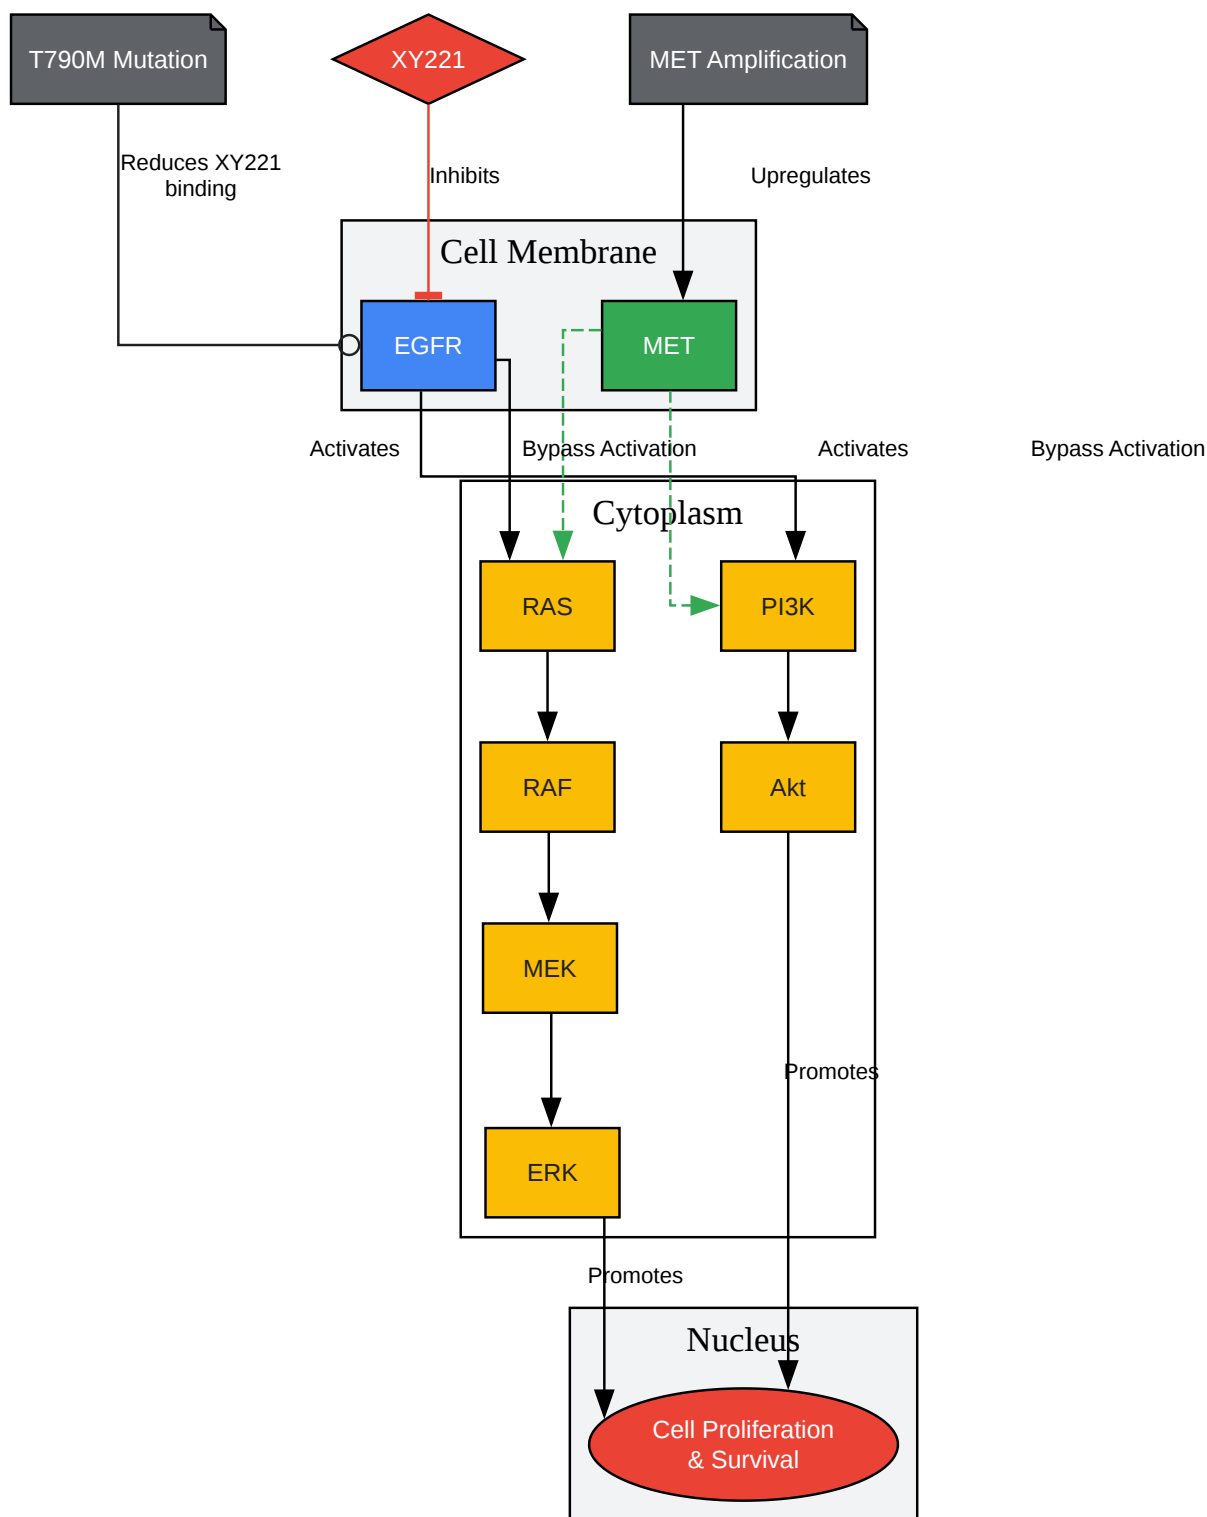 T790M Mutation
XY221
MET Amplification
Reduces XY221
binding
Inhibits
Upregulates
Cell Membrane
EGFR
MET
Activates
Bypass Activation
Activates
Bypass Activation
Cytoplasm
RAS
PI3K
RAF
Akt
MEK
Promotes
ERK
Promotes
Nucleus
Cell Proliferation
& Survival